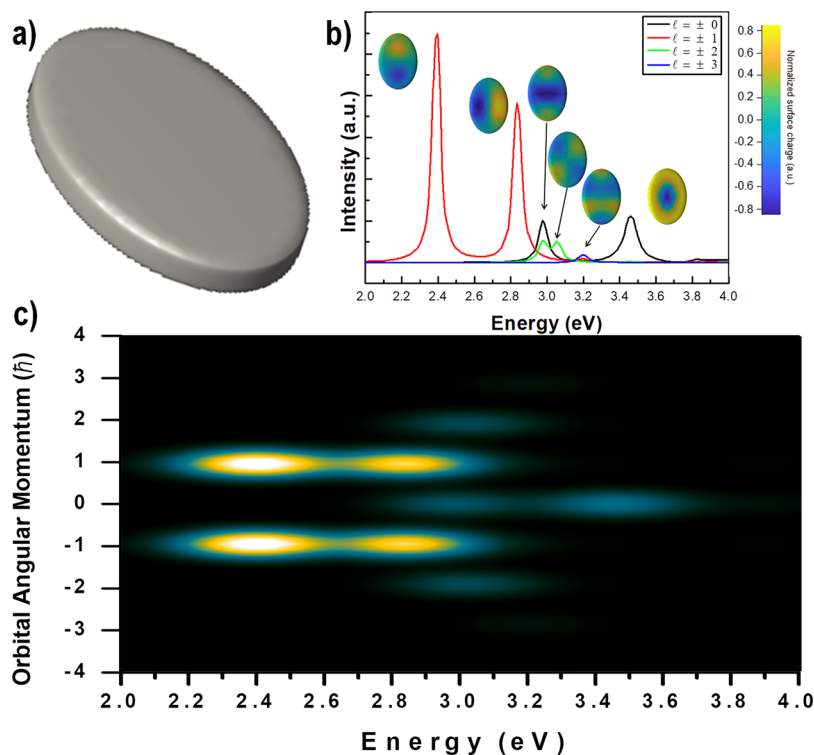 a)
b)
ℓ = ± 0
ℓ = ± 1
ℓ = ± 2
ℓ = ± 3
Intensity (a.u.)
2.0 2.2 2.4 2.6 2.8 3.0 3.2 3.4 3.6 3.8 4.0
Energy (eV)
0.8
0.6
0.4
0.2
0.0
-0.2
-0.4
-0.6
-0.8
Normalized surface charge (a.u.)
c)
Orbital Angular Momentum (ħ)
4
3
2
1
0
-1
-2
-3
-4
2.0 2.2 2.4 2.6 2.8 3.0 3.2 3.4 3.6 3.8 4.0
Energy (eV)